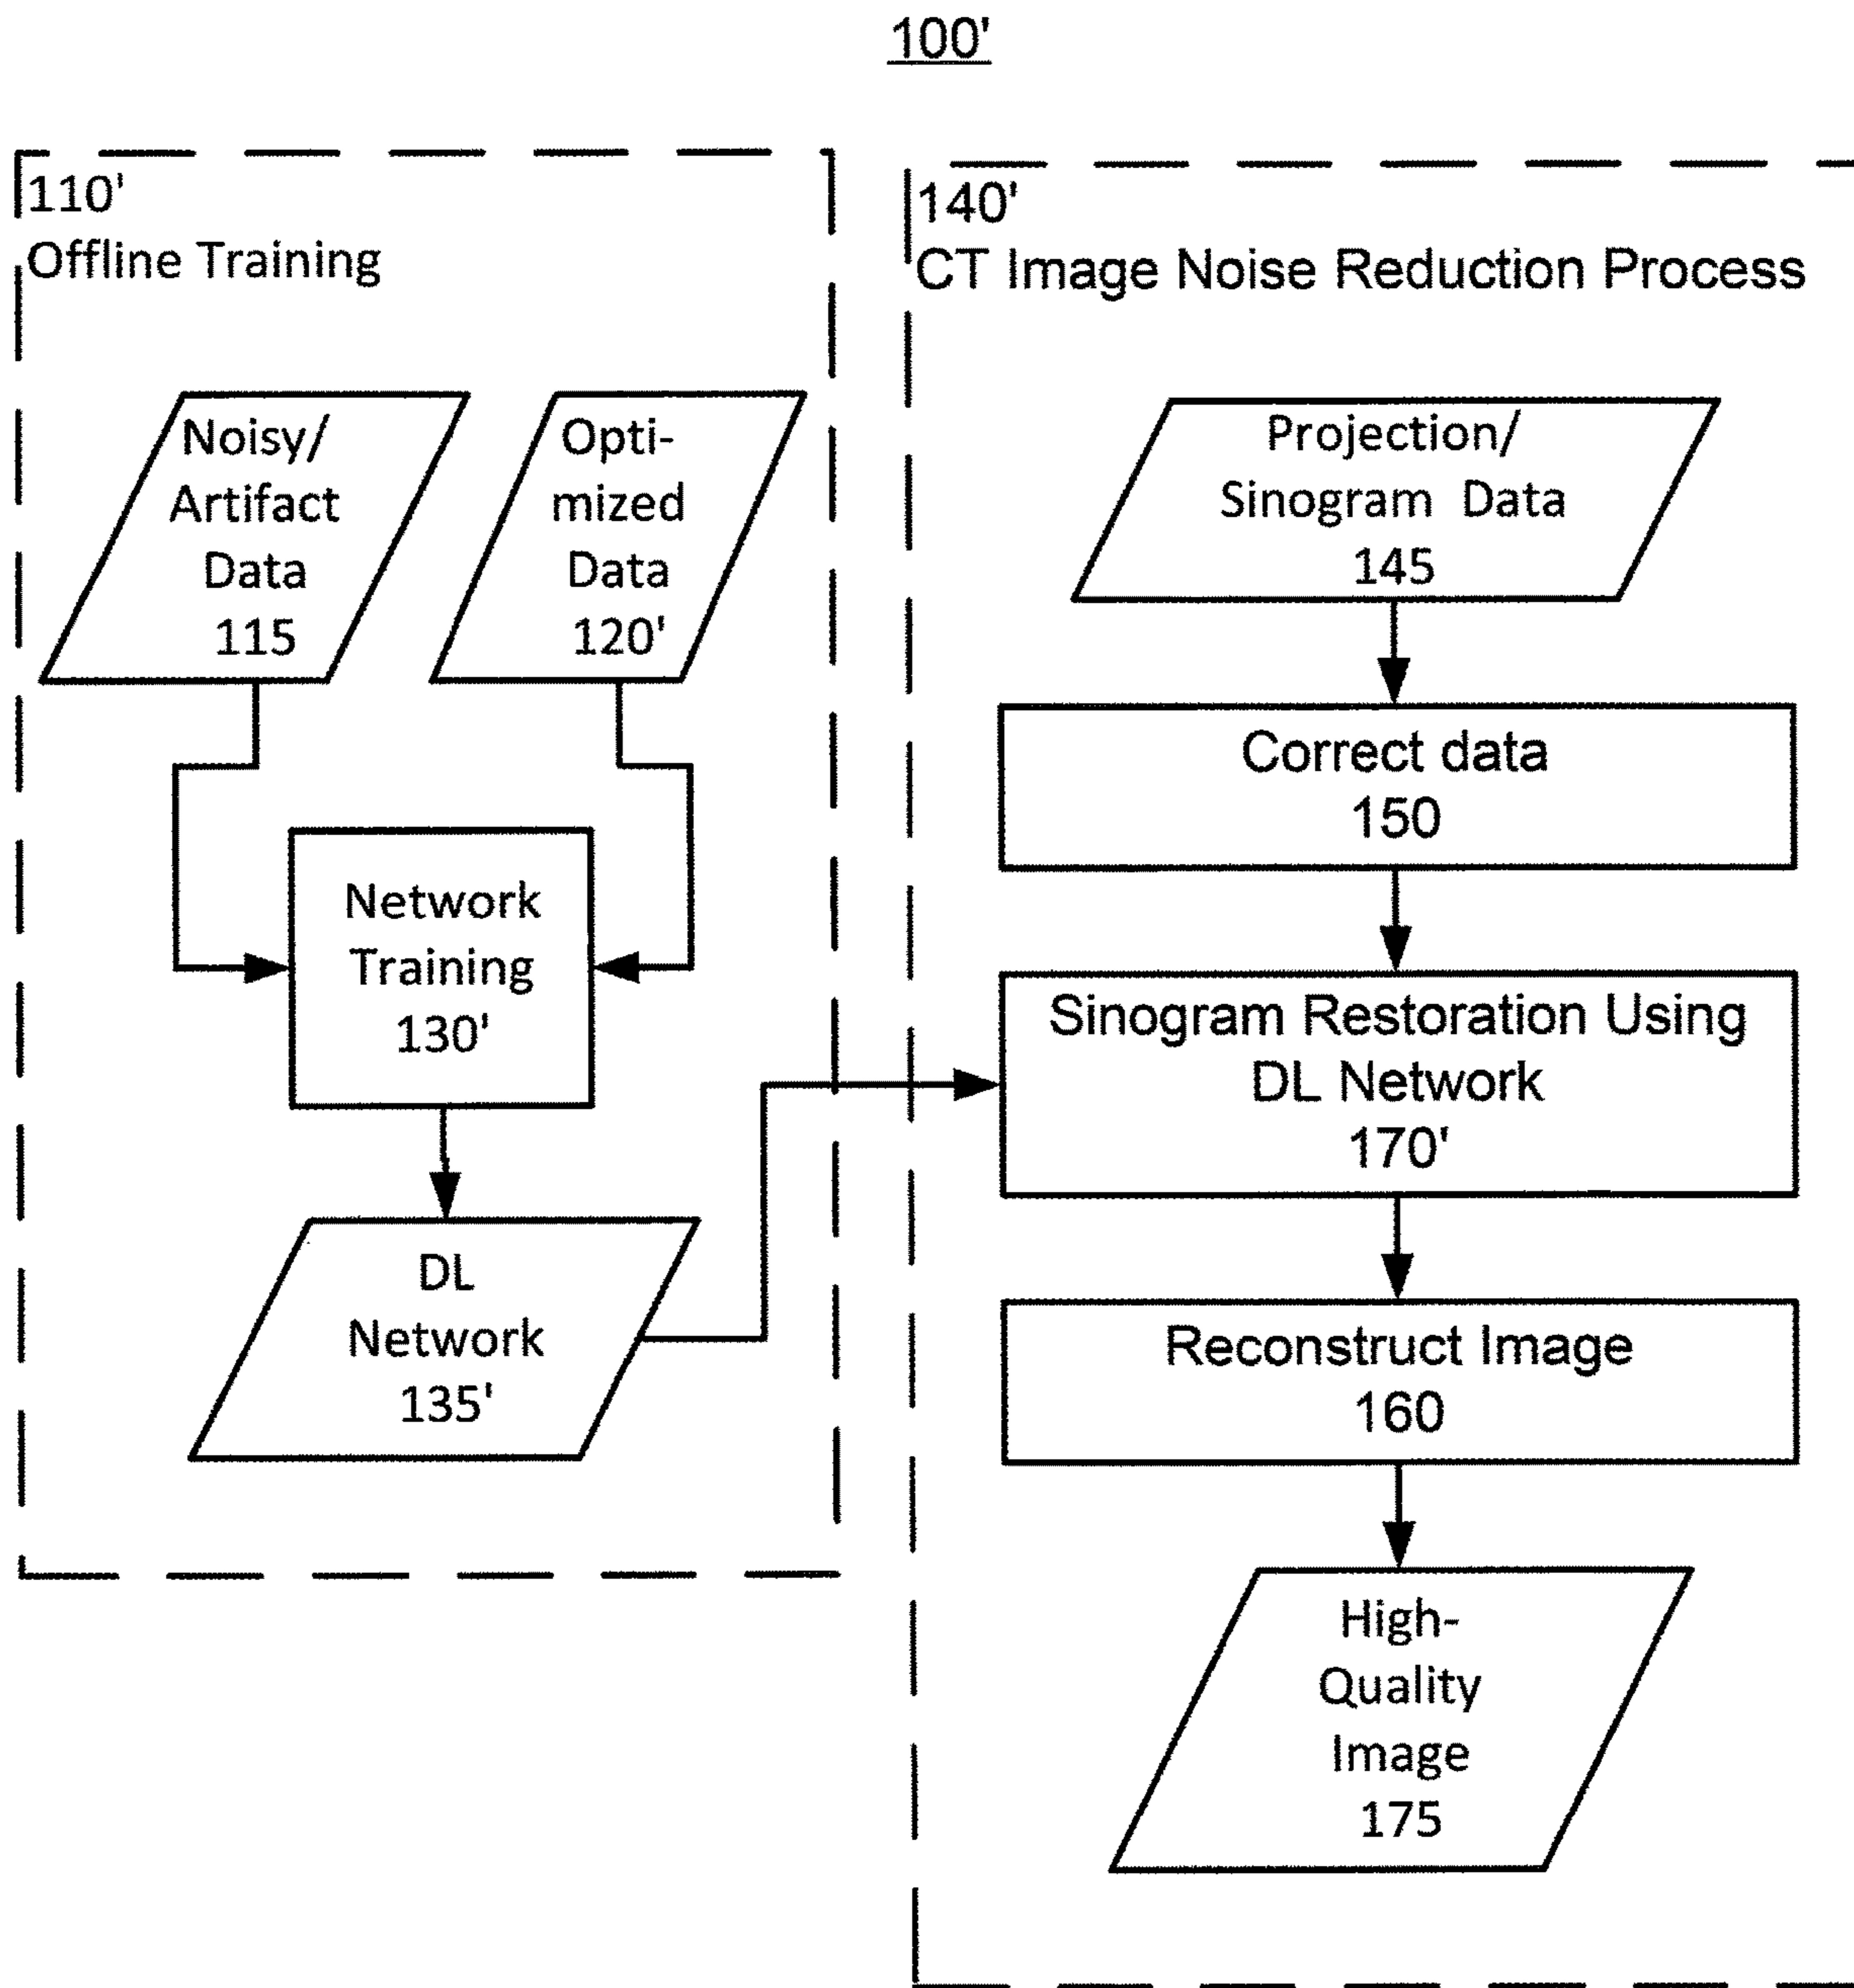 100'
110'
Offline Training
Noisy/
Artifact
Data
115
Opti-
mized
Data
120'
Network
Training
130'
DL
Network
135'
140'
CT Image Noise Reduction Process
Projection/
Sinogram Data
145
Correct data
150
Sinogram Restoration Using
DL Network
170'
Reconstruct Image
160
High-
Quality
Image
175